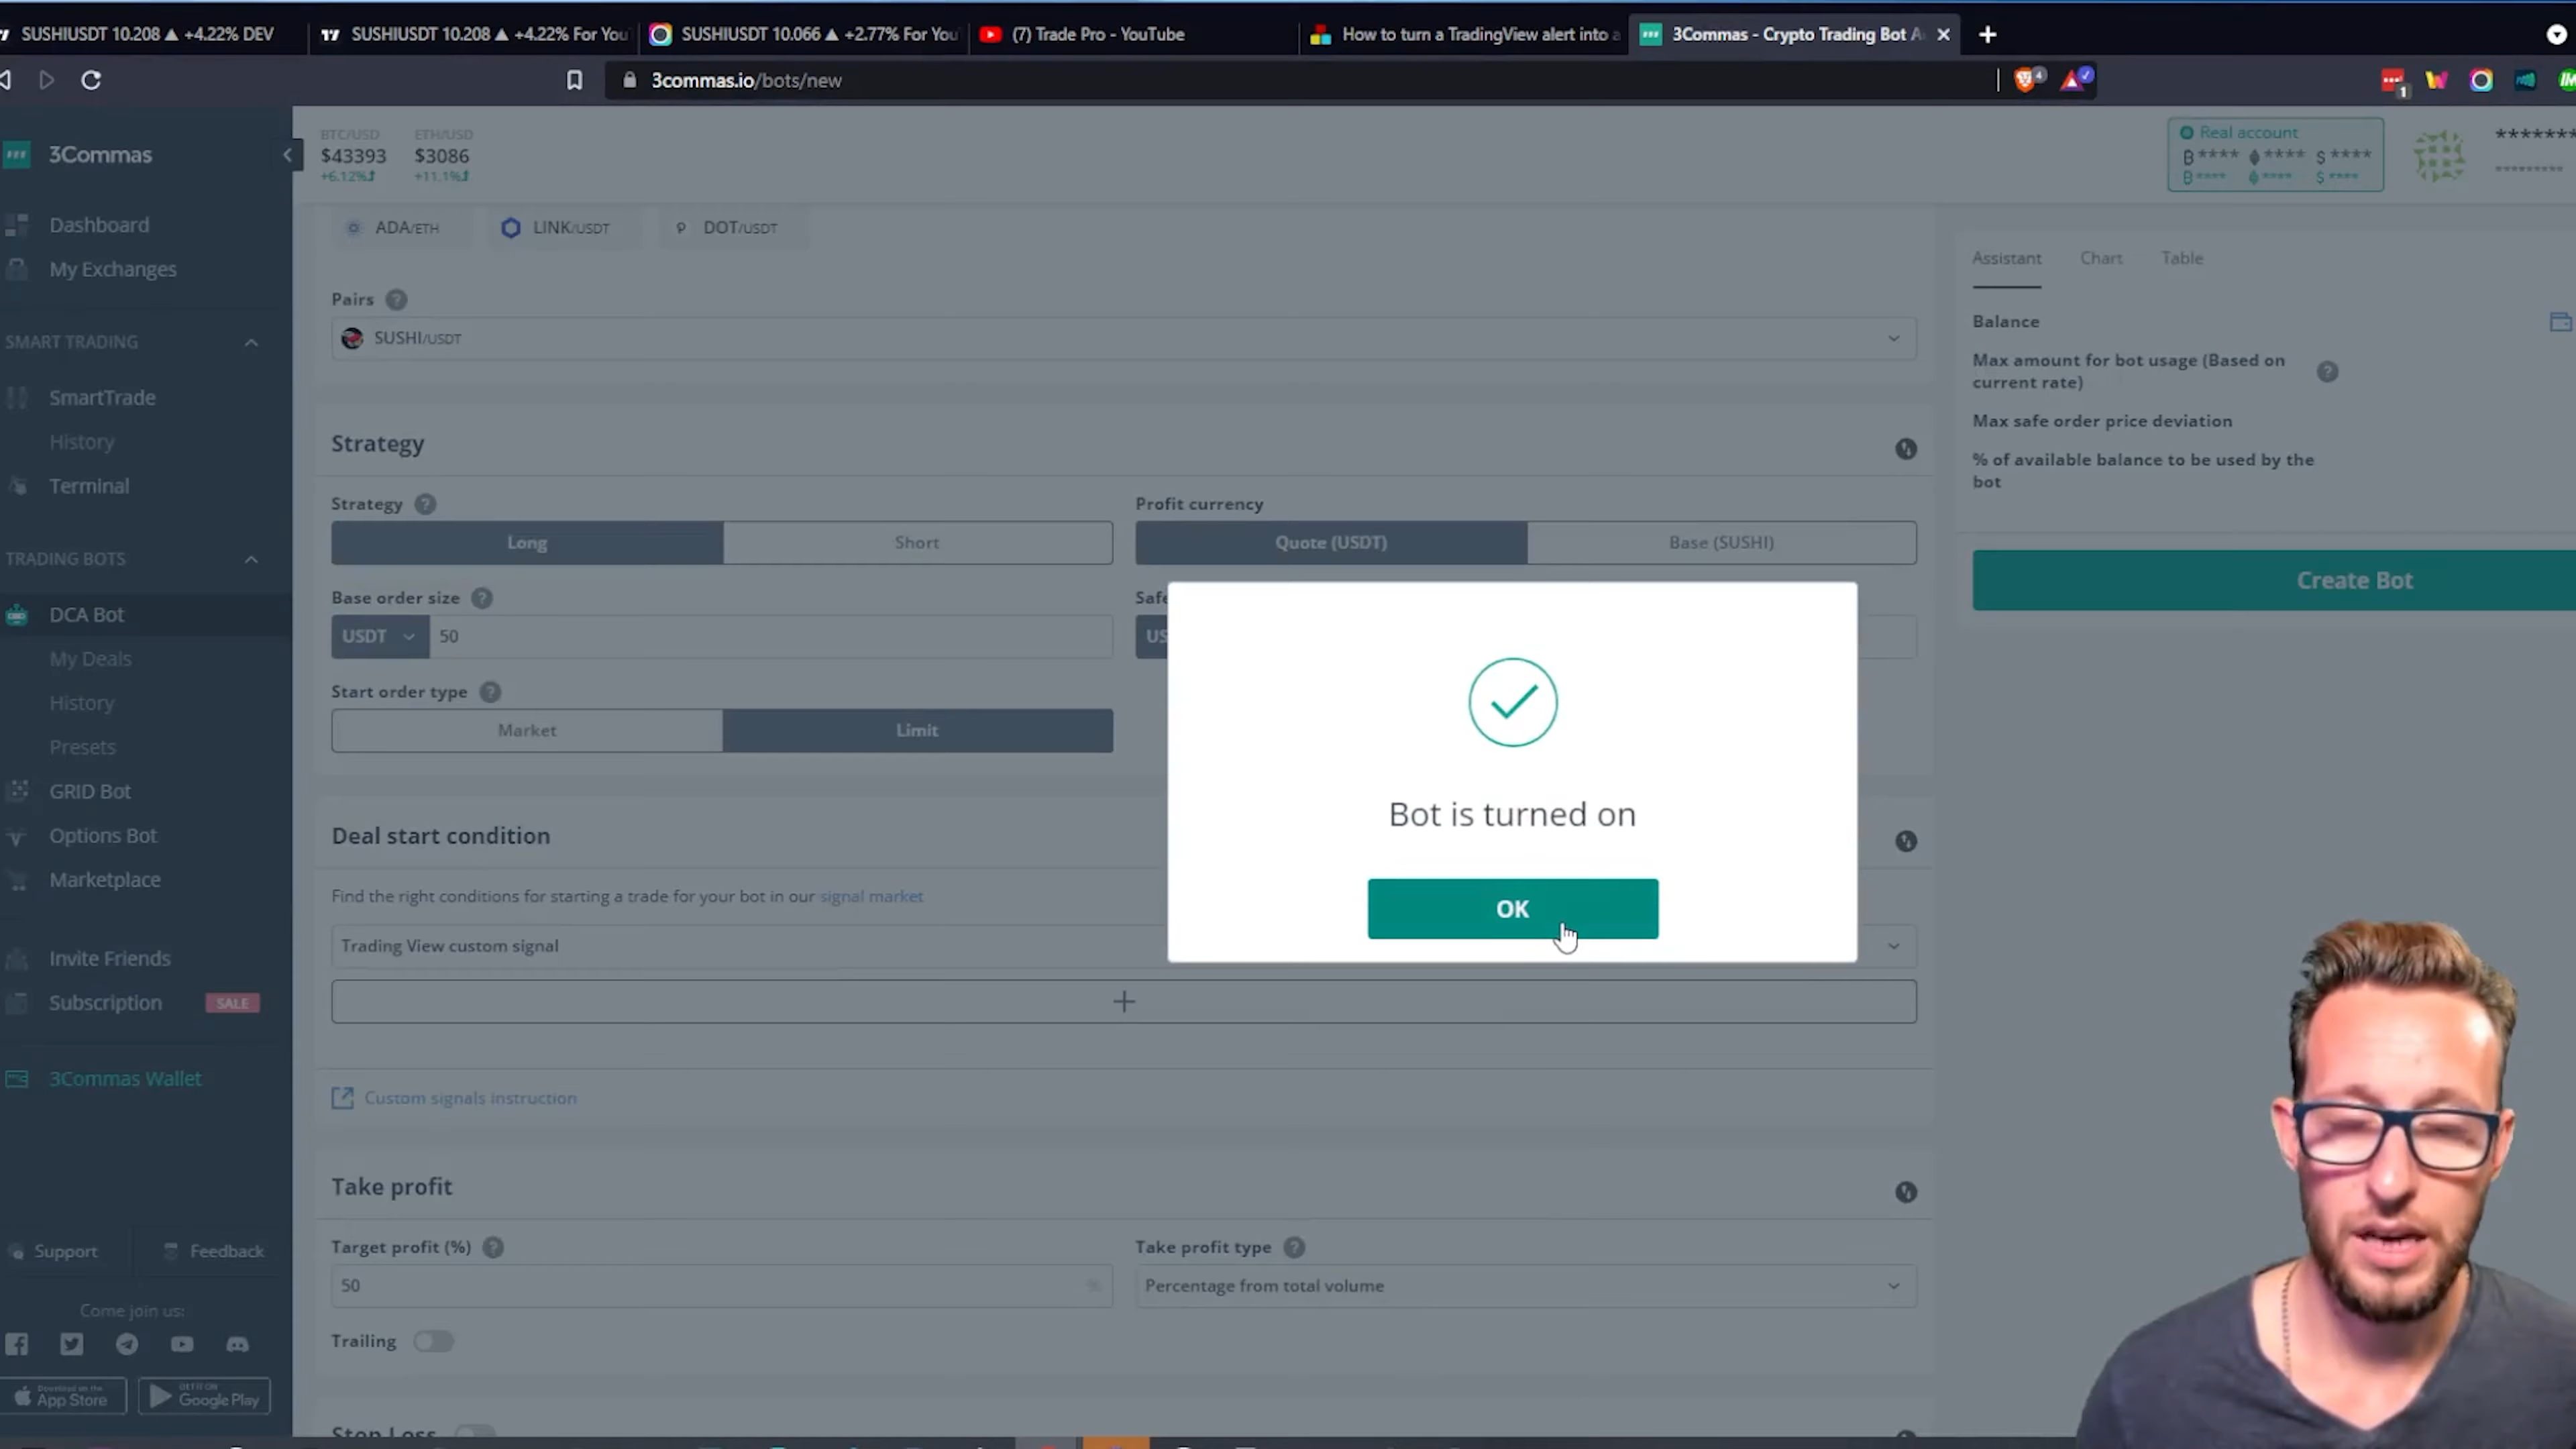 SUSHIUSDT 10.208 ▲ +4.22% DEV
SUSHIUSDT 10.208 ▲ +4.22% For You
SUSHIUSDT 10.066 ▲ +2.77% For You
(7) Trade Pro - YouTube
How to turn a TradingView alert into a
3Commas - Crypto Trading Bot A
3commas.io/bots/new
4
1
3Commas
BTC/USD
$43393
+6.12%
ETH/USD
$3086
+11.1%
Real account
₿ **** **** $ ****
₿ **** **** $ ****
*******
*********
Dashboard
My Exchanges
SMART TRADING
SmartTrade
History
Terminal
TRADING BOTS
DCA Bot
My Deals
History
Presets
GRID Bot
Options Bot
Marketplace
Invite Friends
Subscription
SALE
3Commas Wallet
Support
Feedback
Come join us:
Download on the
App Store
GET IT ON
Google Play
ADA/ETH
LINK/USDT
DOT/USDT
Pairs
SUSHI/USDT
Strategy
Strategy
Long
Short
Profit currency
Quote (USDT)
Base (SUSHI)
Base order size
USDT
50
Safe
US
Start order type
Market
Limit
Deal start condition
Find the right conditions for starting a trade for your bot in our signal market
Trading View custom signal
+
Custom signals instruction
Take profit
Target profit (%)
50
%
Take profit type
Percentage from total volume
Trailing
Stop Loss
Bot is turned on
OK
Assistant
Chart
Table
Balance
Max amount for bot usage (Based on
current rate)
Max safe order price deviation
% of available balance to be used by the
bot
Create Bot